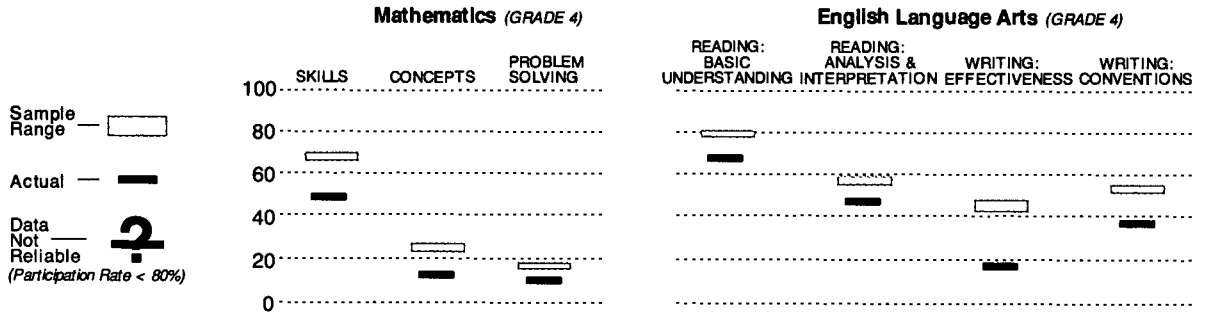 Mathematics (GRADE 4)
English Language Arts (GRADE 4)
SKILLS
CONCEPTS
PROBLEM
SOLVING
READING:
BASIC
UNDERSTANDING
READING:
ANALYSIS &
INTERPRETATION
WRITING:
EFFECTIVENESS
WRITING:
CONVENTIONS
100
80
60
40
20
0
Sample
Range
Actual
Data
Not
Reliable
?
(Participation Rate < 80%)